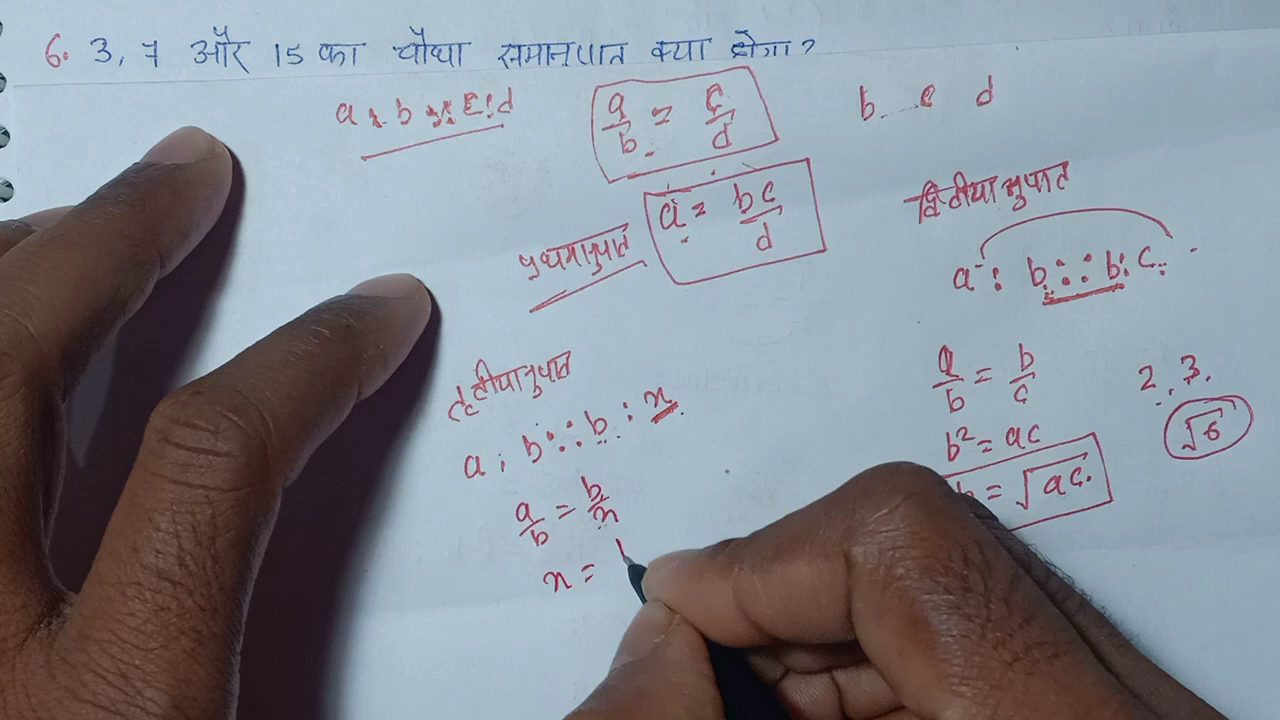 6. 3, 7 और 15 का चौथा समानुपात क्या होगा?
a : b :: c : d
a/b = c/d
b c d
प्रथमानुपात
a = bc/d
द्वितीयानुपात
a : b :: b : c
a/b = b/c
b² = ac
b = √ac
2, 3
√6
तृतीयानुपात
a : b :: b : x
a/b = b/x
x =